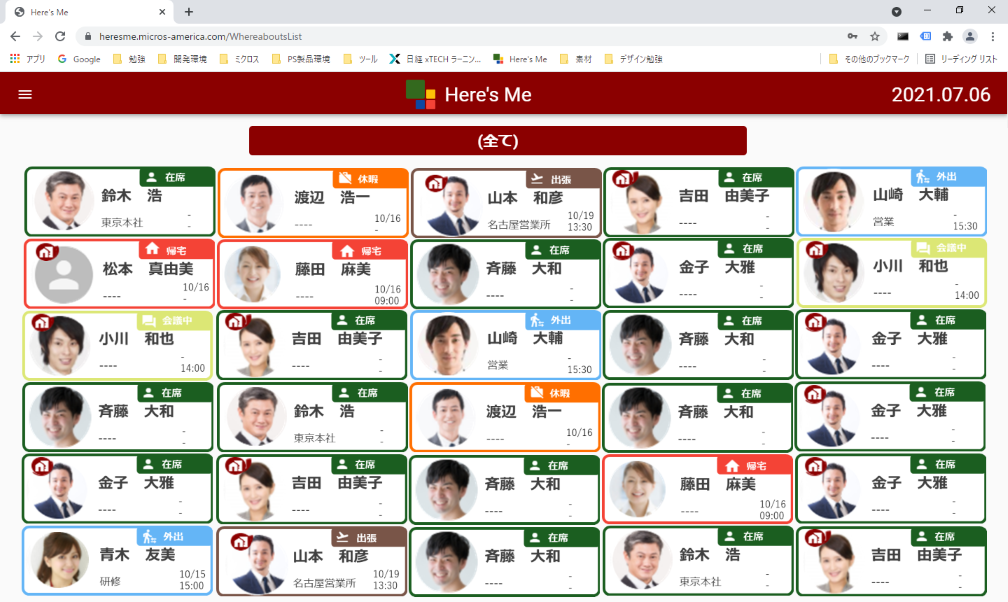 Here's Me
heresme.micros-america.com/WhereaboutsList
アプリ Google 勉強 開発環境 ミクロス PS製品環境 ツール 日経 xTECH ラーニン... Here's Me 素材 デザイン勉強 その他のブックマーク リーディング リスト
Here's Me 2021.07.06
(全て)
在席 休暇 出張 在席 外出
鈴木 浩 渡辺 浩一 山本 和彦 吉田 由美子 山崎 大輔
東京本社 - - ---- 10/16 名古屋営業所 10/19 13:30 ---- - - 営業 - 15:30
帰宅 帰宅 在席 在席 会議中
松本 真由美 藤田 麻美 斉藤 大和 金子 大雅 小川 和也
---- 10/16 - ---- 10/16 09:00 ---- - - ---- - - ---- - 14:00
会議中 在席 外出 在席 在席
小川 和也 吉田 由美子 山崎 大輔 斉藤 大和 金子 大雅
---- - 14:00 ---- - - 営業 - 15:30 ---- - - ---- - -
在席 在席 休暇 在席 在席
斉藤 大和 鈴木 浩 渡辺 浩一 斉藤 大和 金子 大雅
---- - - 東京本社 - - ---- 10/16 - ---- - - ---- - -
在席 在席 在席 帰宅 在席
金子 大雅 吉田 由美子 斉藤 大和 藤田 麻美 金子 大雅
---- - - ---- - - ---- - - ---- 10/16 09:00 ---- - -
外出 出張 在席 在席 在席
青木 友美 山本 和彦 斉藤 大和 鈴木 浩 吉田 由美子
研修 10/15 15:00 名古屋営業所 10/19 13:30 ---- - - 東京本社 - - ---- - -